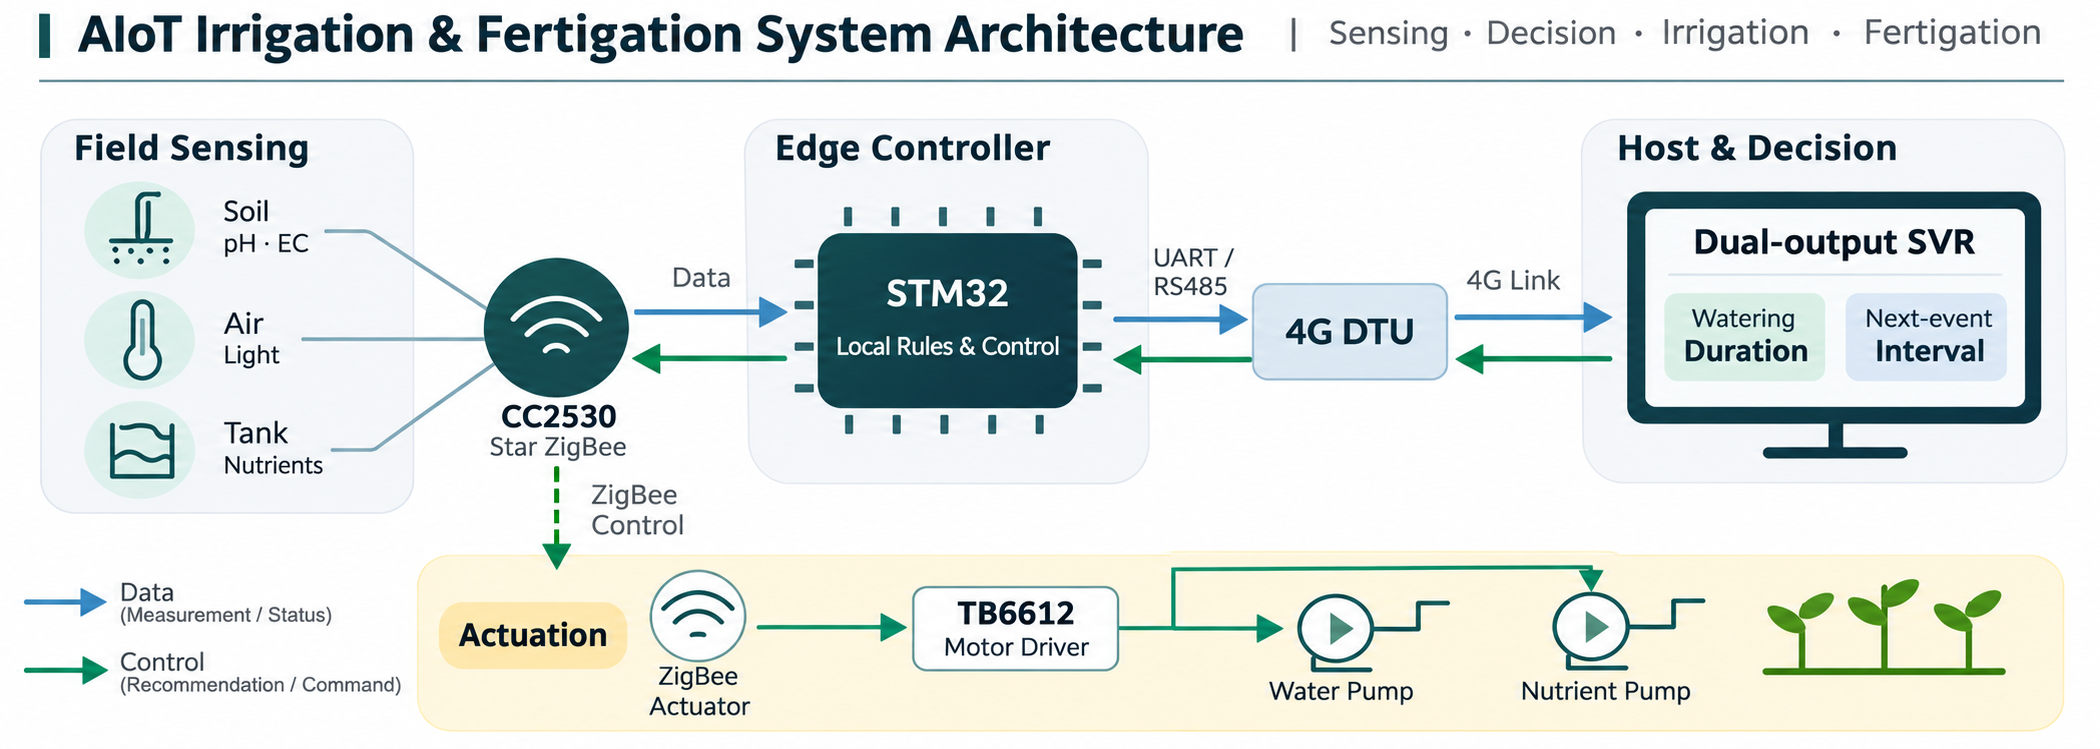 AIoT Irrigation & Fertigation System Architecture | Sensing · Decision · Irrigation · Fertigation
Field Sensing
Soil
pH · EC
Air
Light
Tank
Nutrients
CC2530
Star ZigBee
Data
Edge Controller
STM32
Local Rules & Control
UART /
RS485
4G DTU
4G Link
Host & Decision
Dual-output SVR
Watering
Duration
Next-event
Interval
ZigBee
Control
Data
(Measurement / Status)
Control
(Recommendation / Command)
Actuation
ZigBee
Actuator
TB6612
Motor Driver
Water Pump
Nutrient Pump